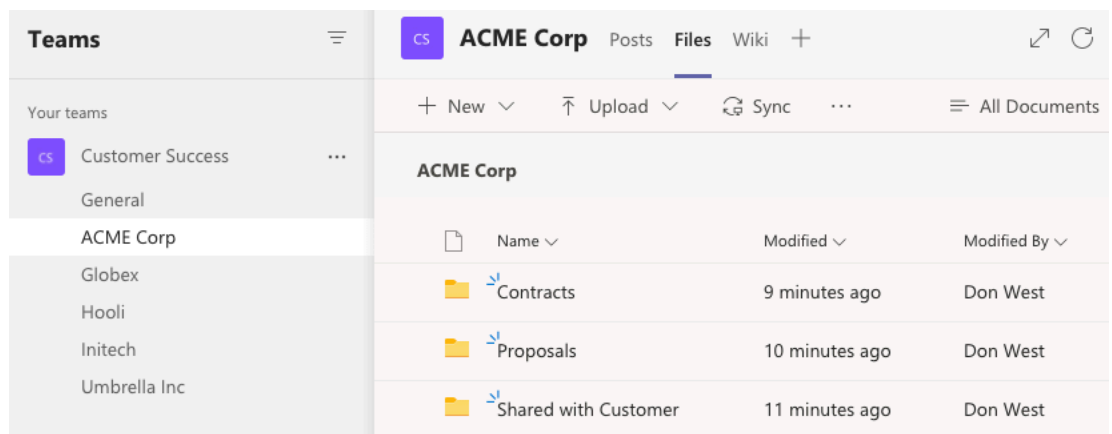 Teams
Your teams
CS Customer Success ...
General
ACME Corp
Globex
Hooli
Initech
Umbrella Inc
CS ACME Corp Posts Files Wiki +
+ New Upload Sync ... All Documents
ACME Corp
Name Modified Modified By
Contracts 9 minutes ago Don West
Proposals 10 minutes ago Don West
Shared with Customer 11 minutes ago Don West